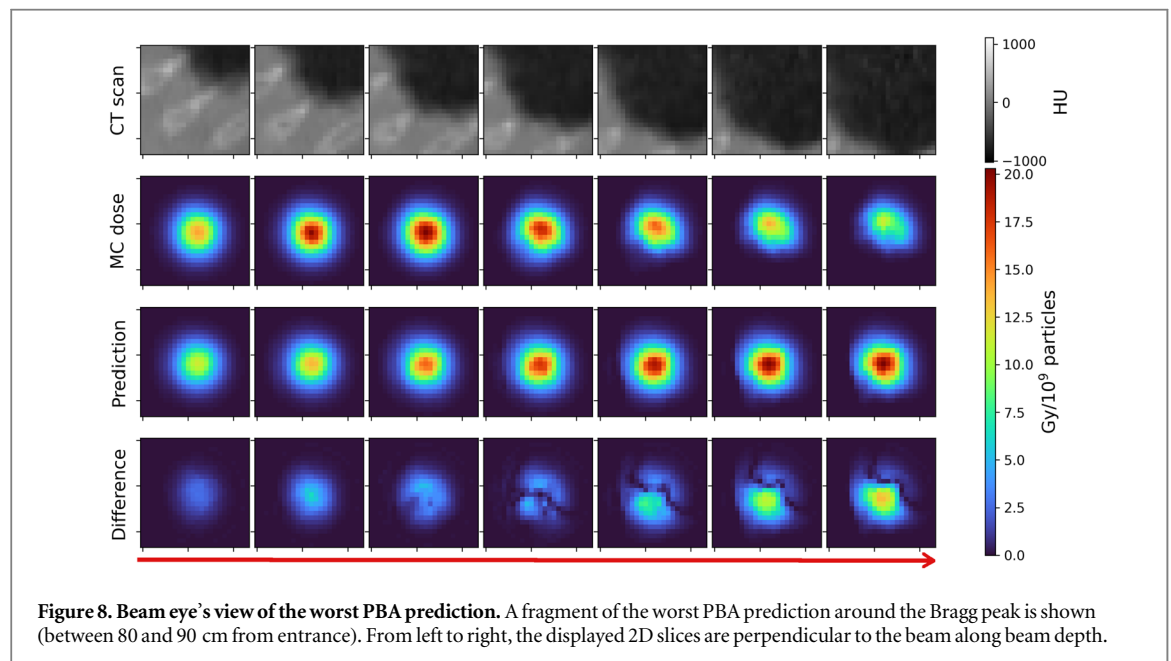 CT scan
1000
0
−1000
HU
MC dose
20.0
17.5
15.0
12.5
10.0
7.5
5.0
2.5
0.0
Gy/10⁹ particles
Prediction
Difference
Figure 8. Beam eye's view of the worst PBA prediction. A fragment of the worst PBA prediction around the Bragg peak is shown
(between 80 and 90 cm from entrance). From left to right, the displayed 2D slices are perpendicular to the beam along beam depth.